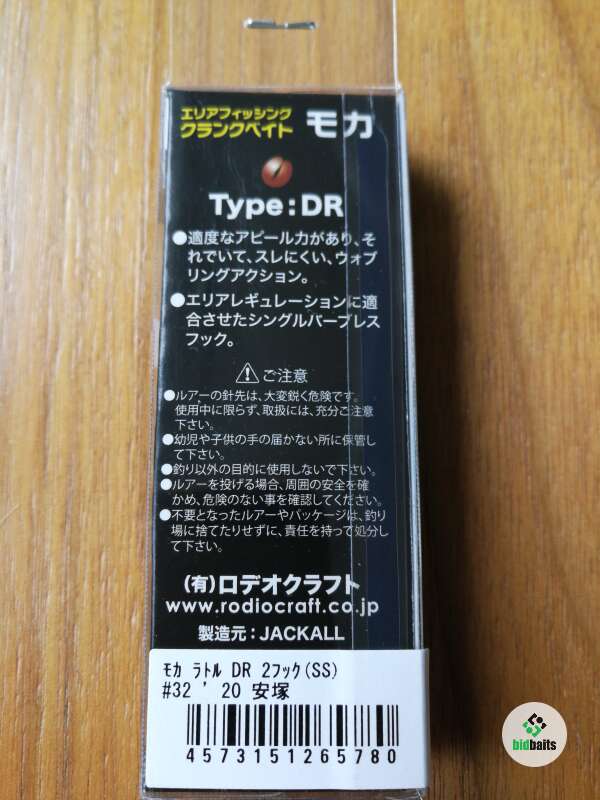 エリアフィッシング
クランクベイト モカ
Type:DR
●適度なアピール力があり、そ
れでいて、スレにくい、ウォブ
リングアクション。
●エリアレギュレーションに適
合させたシングルバーブレス
フック。
⚠ご注意
●ルアーの針先は、大変鋭く危険です。
使用中に限らず、取扱には、充分ご注意
下さい。
●幼児や子供の手の届かない所に保管し
て下さい。
●釣り以外の目的に使用しないで下さい。
●ルアーを投げる場合、周囲の安全を確
かめ、危険のない事を確認してください。
●不要となったルアーやパッケージは、釣り
場に捨てたりせずに、責任を持って処分し
て下さい。
(有)ロデオクラフト
www.rodiocraft.co.jp
製造元:JACKALL
ﾓｶ ﾗﾄﾙ DR 2ﾌｯｸ(SS)
#32 ’20 安塚
4573151265780
bidbaits